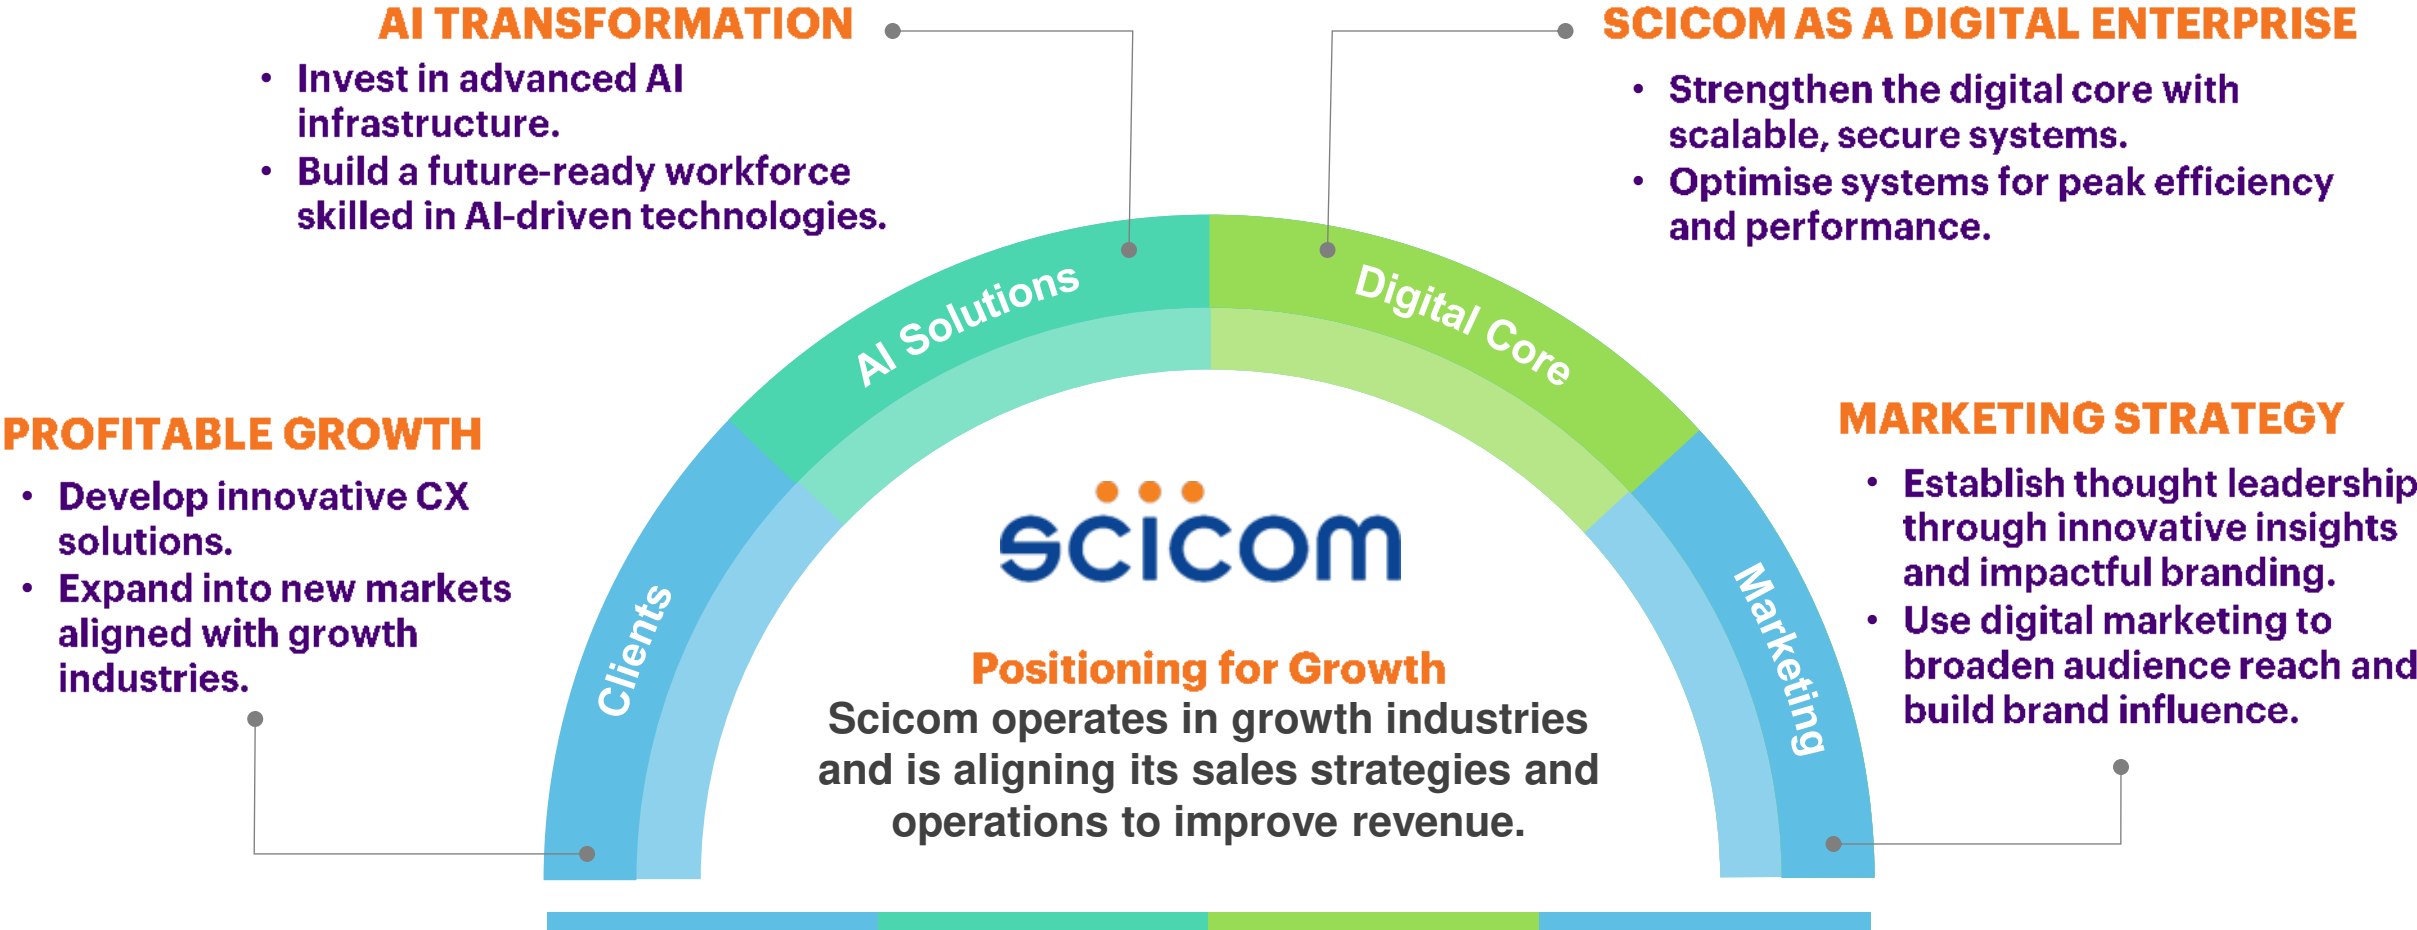 AI TRANSFORMATION
• Invest in advanced AI
infrastructure.
• Build a future-ready workforce
skilled in AI-driven technologies.
SCICOM AS A DIGITAL ENTERPRISE
• Strengthen the digital core with
scalable, secure systems.
• Optimise systems for peak efficiency
and performance.
PROFITABLE GROWTH
• Develop innovative CX
solutions.
• Expand into new markets
aligned with growth
industries.
MARKETING STRATEGY
• Establish thought leadership
through innovative insights
and impactful branding.
• Use digital marketing to
broaden audience reach and
build brand influence.
Clients
AI Solutions
Digital Core
Marketing
scicom
Positioning for Growth
Scicom operates in growth industries
and is aligning its sales strategies and
operations to improve revenue.